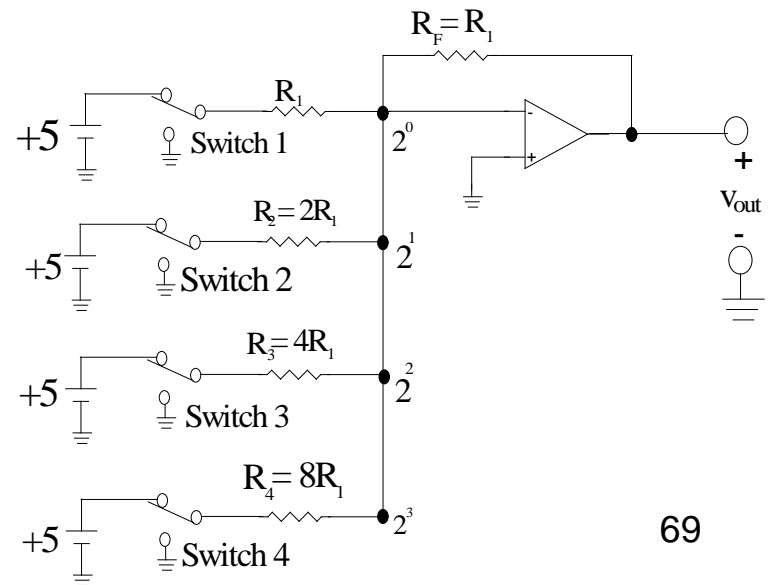 R_F = R_1
R_1
+5
Switch 1
2^0
-
+
+
v_out
-
R_2 = 2R_1
+5
Switch 2
2^1
R_3 = 4R_1
+5
Switch 3
2^2
R_4 = 8R_1
+5
Switch 4
2^3
69